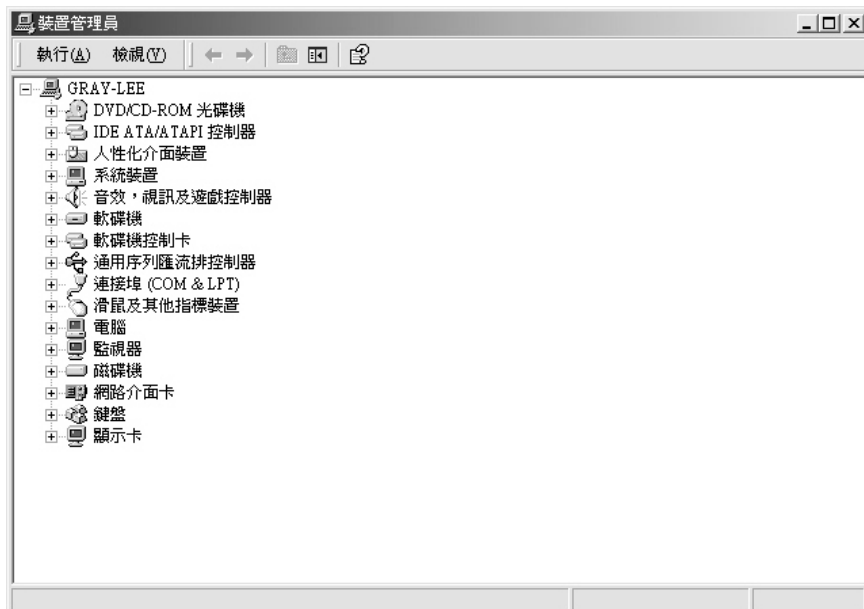 裝置管理員
執行(A) 檢視(V)
GRAY-LEE
DVD/CD-ROM 光碟機
IDE ATA/ATAPI 控制器
人性化介面裝置
系統裝置
音效，視訊及遊戲控制器
軟碟機
軟碟機控制卡
通用序列匯流排控制器
連接埠 (COM & LPT)
滑鼠及其他指標裝置
電腦
監視器
磁碟機
網路介面卡
鍵盤
顯示卡